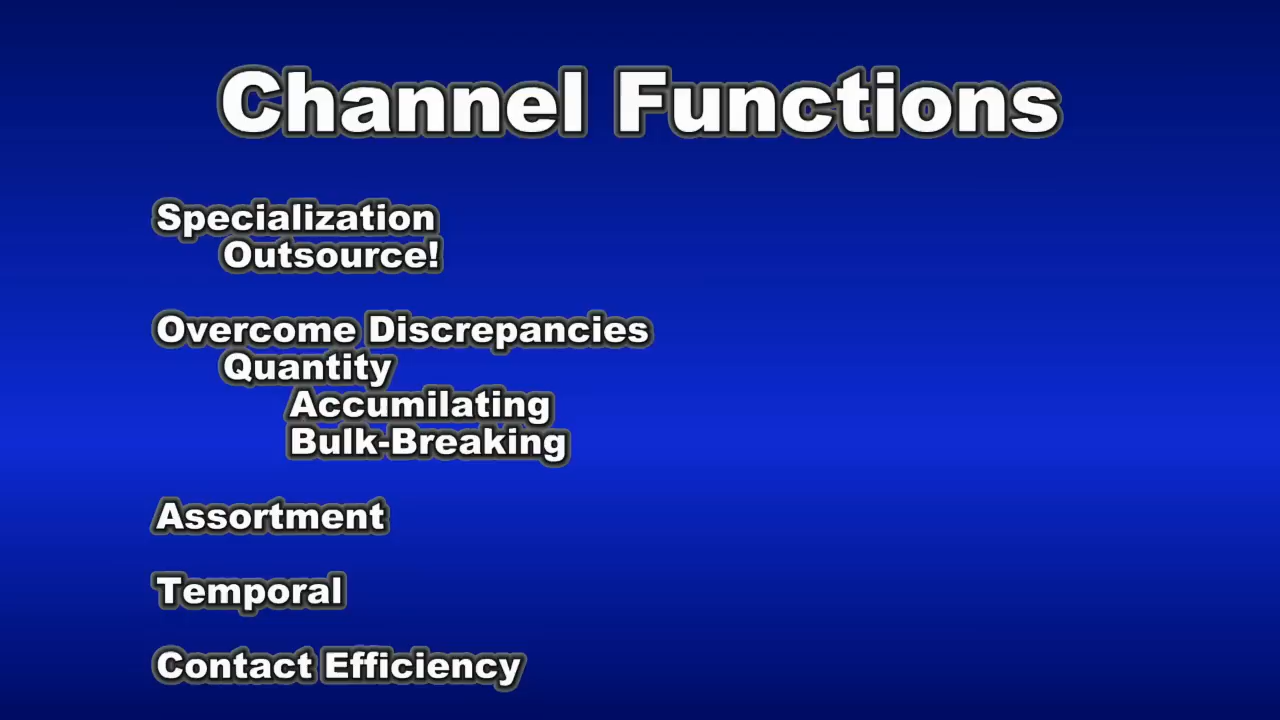 Channel Functions
Specialization
Outsource!
Overcome Discrepancies
Quantity
Accumilating
Bulk-Breaking
Assortment
Temporal
Contact Efficiency